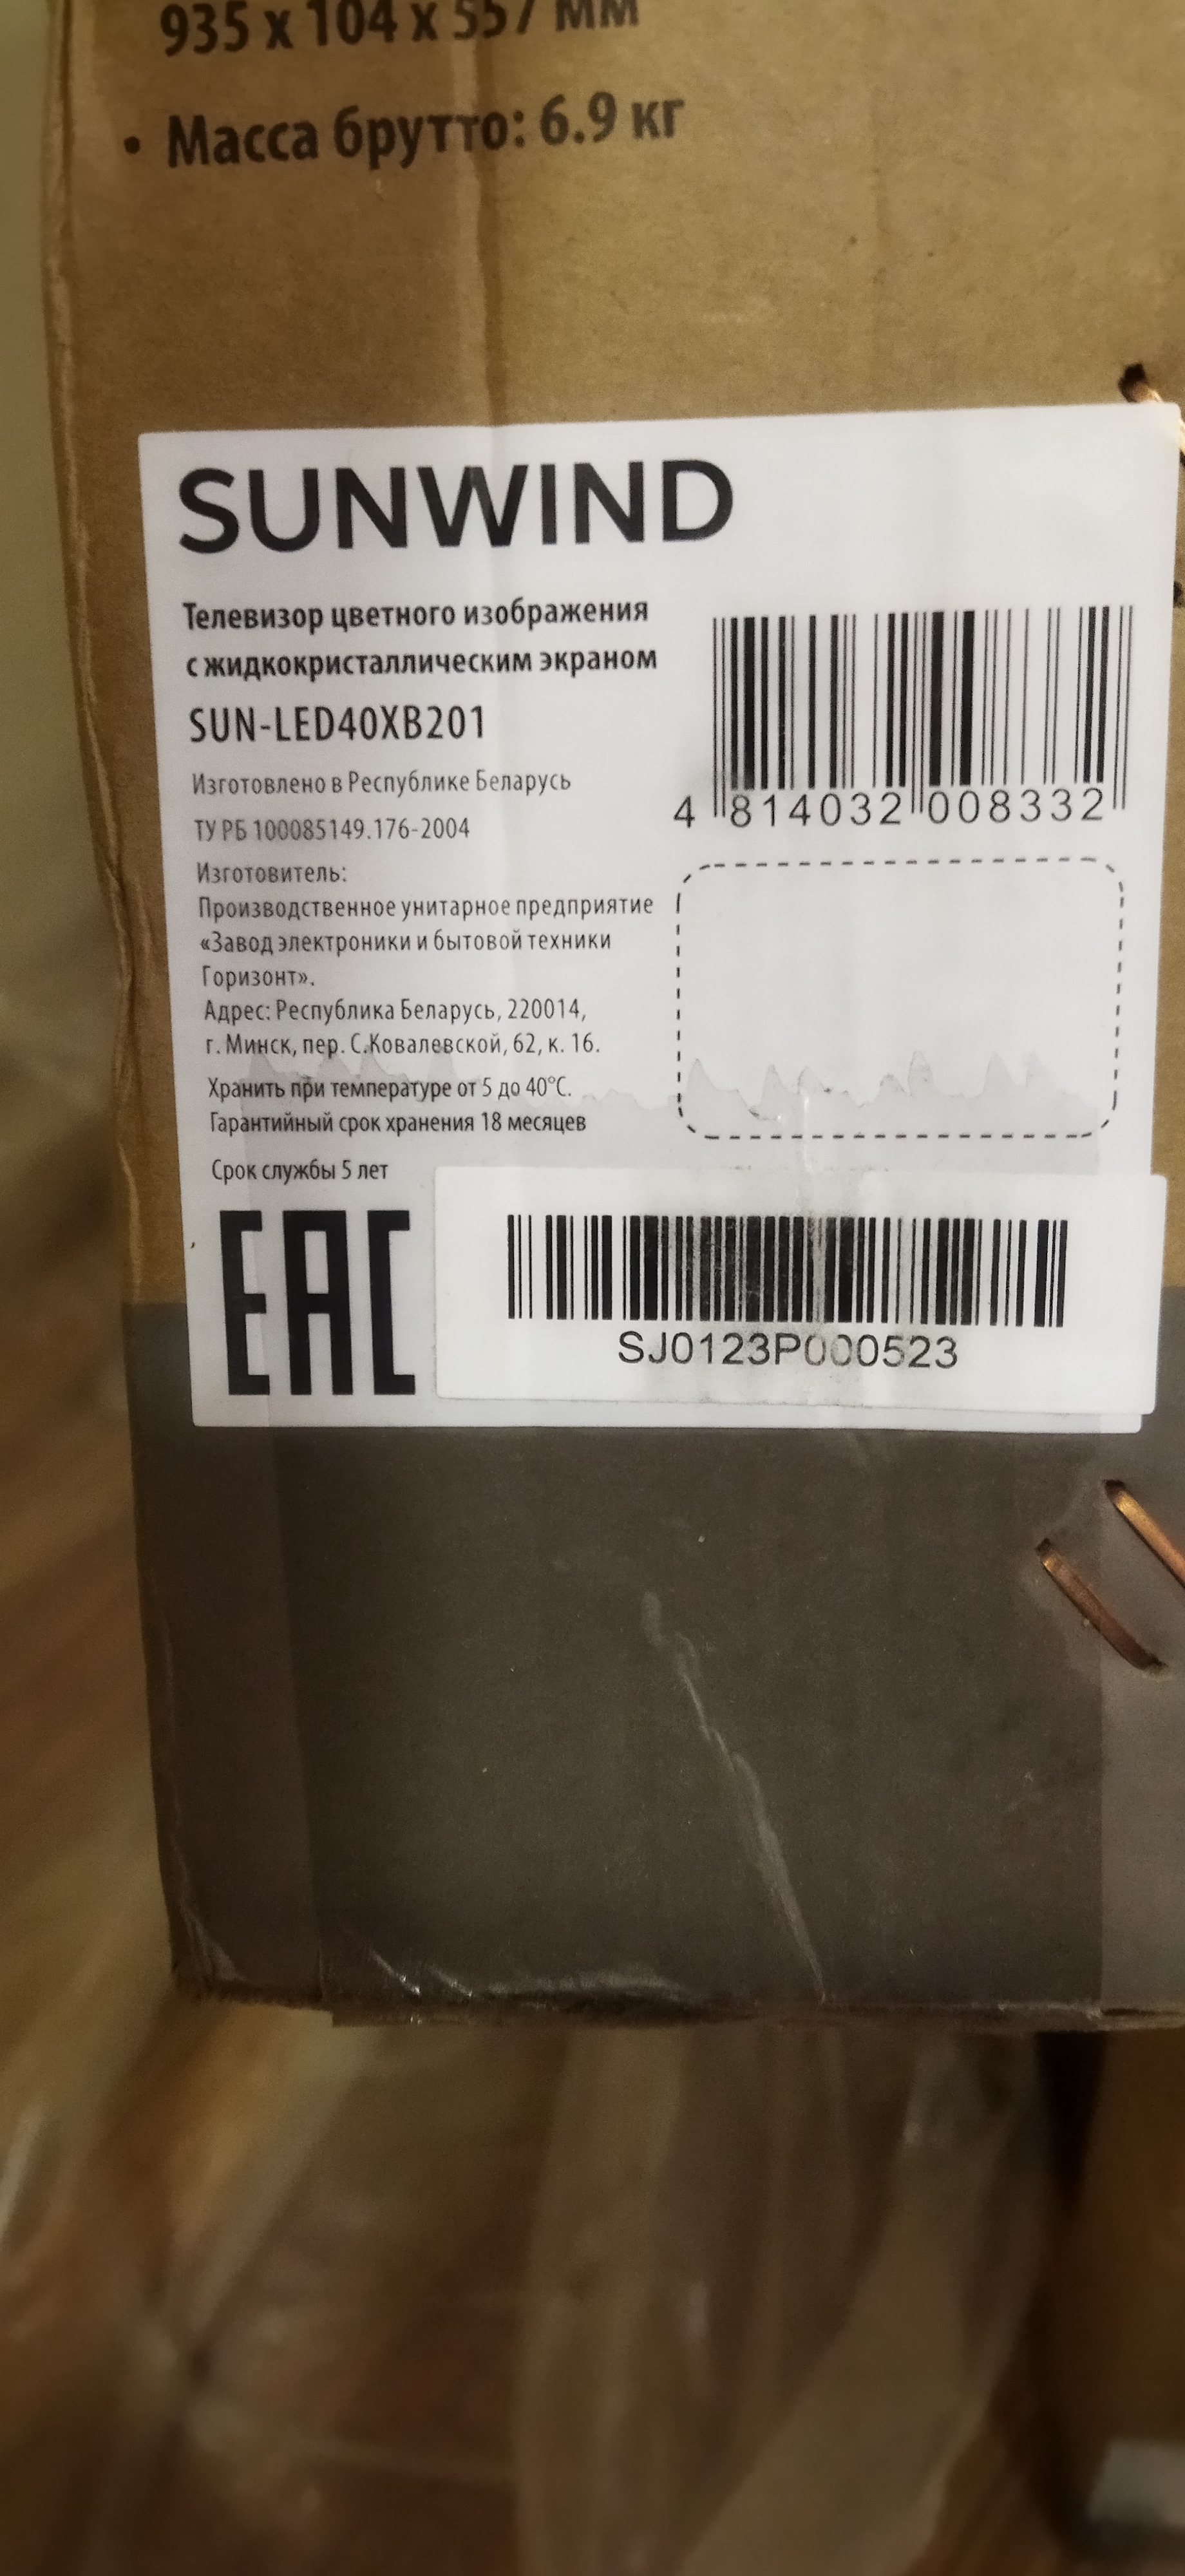 935 x 104 x 557 мм
• Масса брутто: 6.9 кг
SUNWIND
Телевизор цветного изображения
с жидкокристаллическим экраном
SUN-LED40XB201
Изготовлено в Республике Беларусь
ТУ РБ 100085149.176-2004
Изготовитель:
Производственное унитарное предприятие
«Завод электроники и бытовой техники
Горизонт».
Адрес: Республика Беларусь, 220014,
г. Минск, пер. С.Ковалевской, 62, к. 16.
Хранить при температуре от 5 до 40°С.
Гарантийный срок хранения 18 месяцев
Срок службы 5 лет
4 814032 008332
EAC
SJ0123P000523